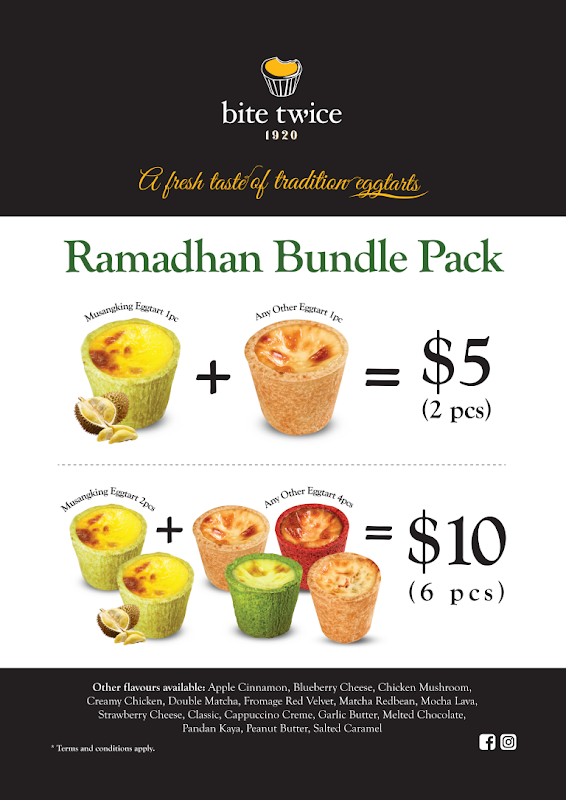 bite twice
1920
A fresh taste of tradition eggtarts
Ramadhan Bundle Pack
Musangking Eggtart 1pc
Any Other Eggtart 1pc
+
=
$5
(2 pcs)
Musangking Eggtart 2pcs
Any Other Eggtart 4pcs
+
=
$10
(6 pcs)
Other flavours available: Apple Cinnamon, Blueberry Cheese, Chicken Mushroom,
Creamy Chicken, Double Matcha, Fromage Red Velvet, Matcha Redbean, Mocha Lava,
Strawberry Cheese, Classic, Cappuccino Creme, Garlic Butter, Melted Chocolate,
Pandan Kaya, Peanut Butter, Salted Caramel
* Terms and conditions apply.